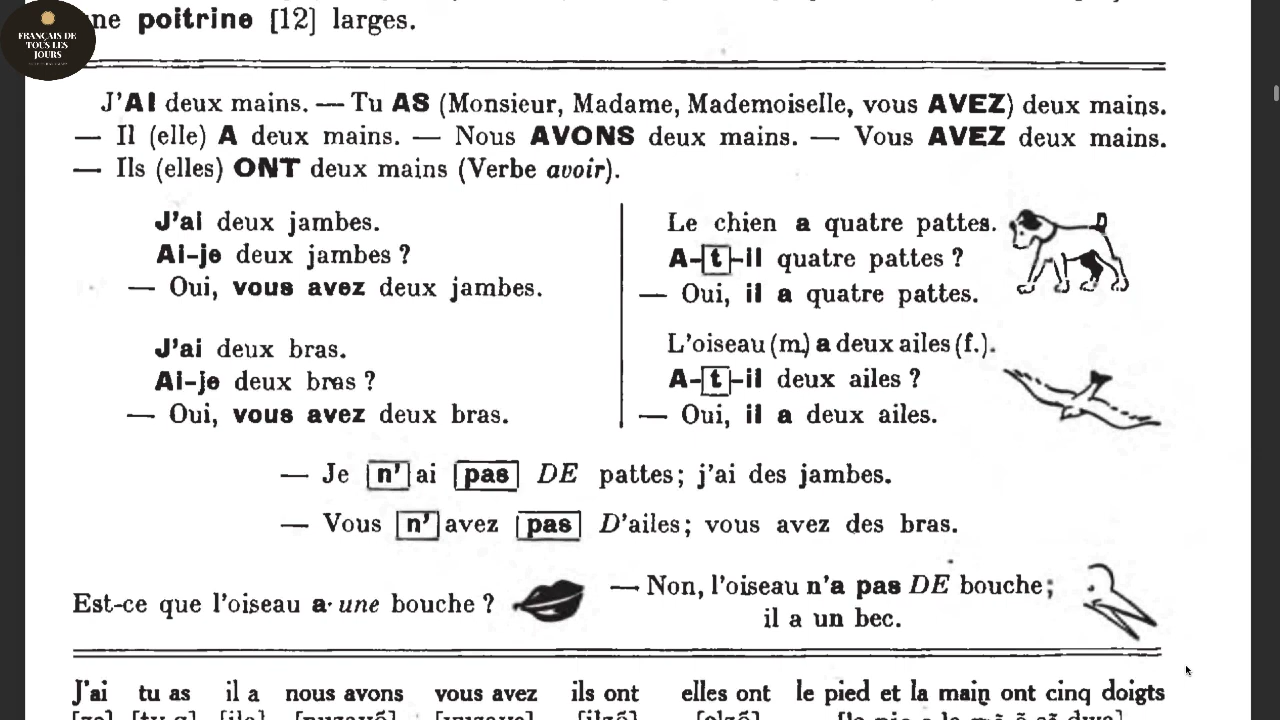 FRANÇAIS DE
TOUS LES
JOURS
une poitrine [12] larges.
J'AI deux mains. — Tu AS (Monsieur, Madame, Mademoiselle, vous AVEZ) deux mains.
— Il (elle) A deux mains. — Nous AVONS deux mains. — Vous AVEZ deux mains.
— Ils (elles) ONT deux mains (Verbe avoir).
J'ai deux jambes.
Ai-je deux jambes ?
— Oui, vous avez deux jambes.
J'ai deux bras.
Ai-je deux bras ?
— Oui, vous avez deux bras.
Le chien a quatre pattes.
A-t-il quatre pattes ?
— Oui, il a quatre pattes.
L'oiseau (m.) a deux ailes (f.).
A-t-il deux ailes ?
— Oui, il a deux ailes.
— Je n' ai pas DE pattes ; j'ai des jambes.
— Vous n' avez pas D'ailes ; vous avez des bras.
Est-ce que l'oiseau a une bouche ?
— Non, l'oiseau n'a pas DE bouche ;
il a un bec.
J'ai tu as il a nous avons vous avez ils ont elles ont le pied et la main ont cinq doigts